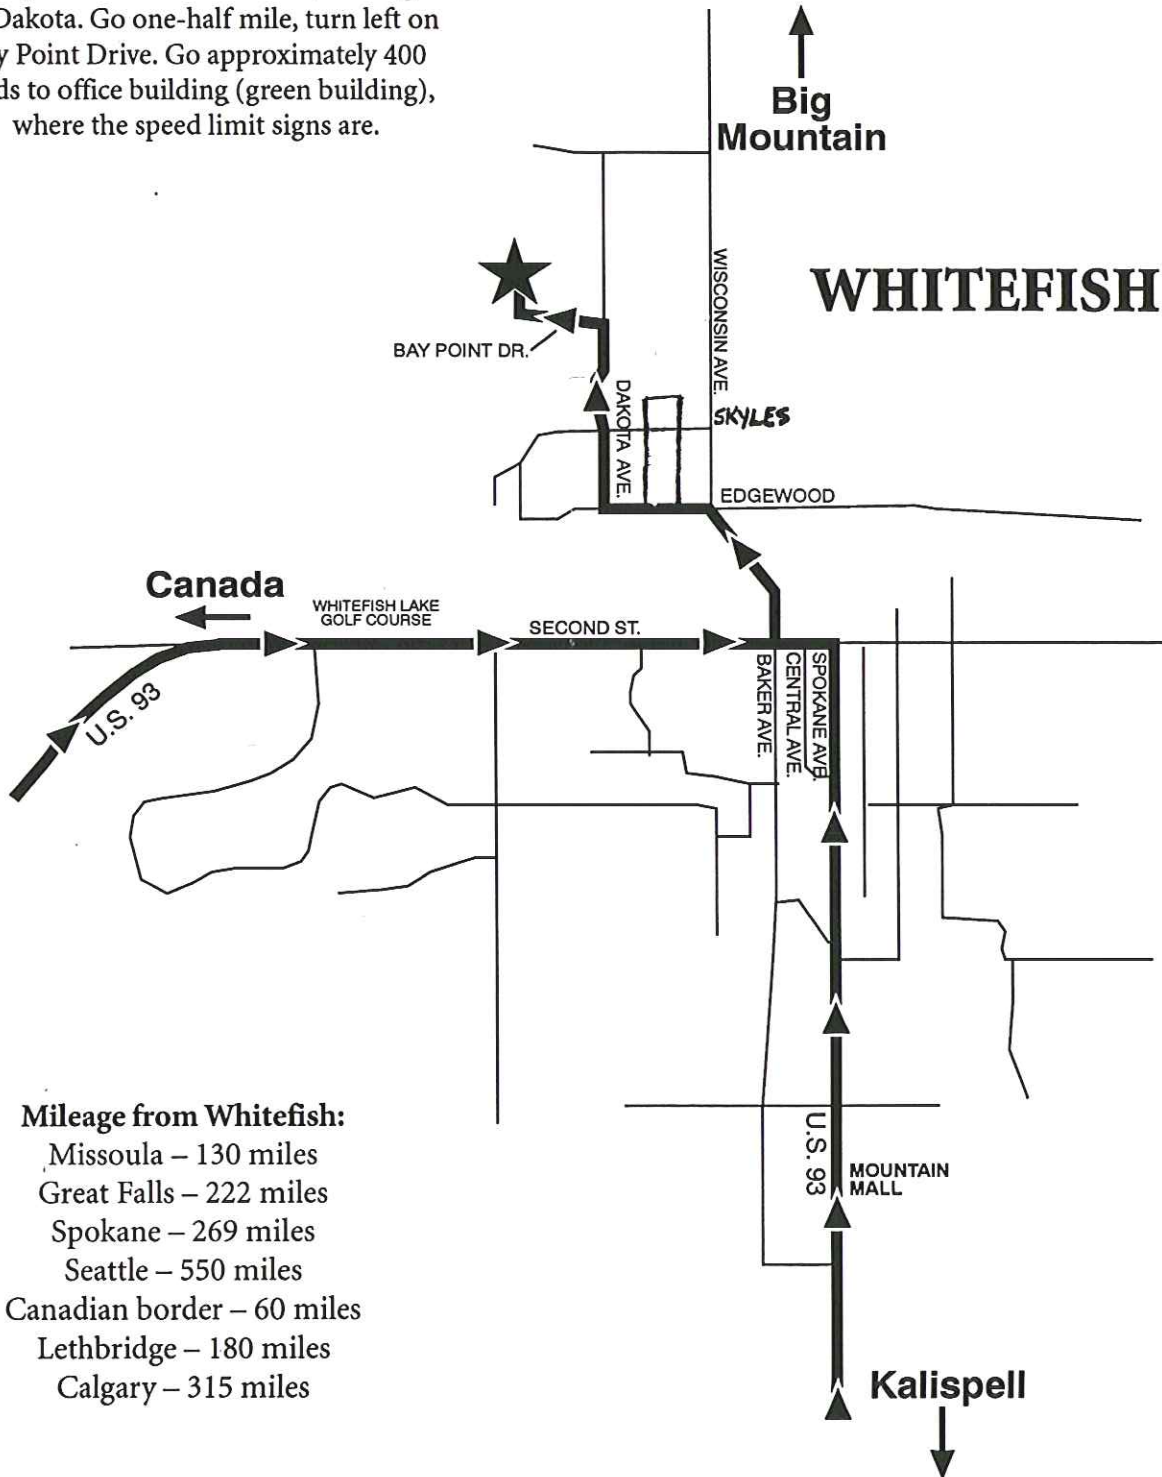 Dakota. Go one-half mile, turn left on
y Point Drive. Go approximately 400
ds to office building (green building),
where the speed limit signs are.
Big
Mountain
WHITEFISH
WISCONSIN AVE.
BAY POINT DR.
DAKOTA AVE.
SKYLES
EDGEWOOD
Canada
WHITEFISH LAKE
GOLF COURSE
SECOND ST.
U.S. 93
BAKER AVE.
CENTRAL AVE.
SPOKANE AVE.
U.S. 93
MOUNTAIN
MALL
Mileage from Whitefish:
Missoula – 130 miles
Great Falls – 222 miles
Spokane – 269 miles
Seattle – 550 miles
Canadian border – 60 miles
Lethbridge – 180 miles
Calgary – 315 miles
Kalispell